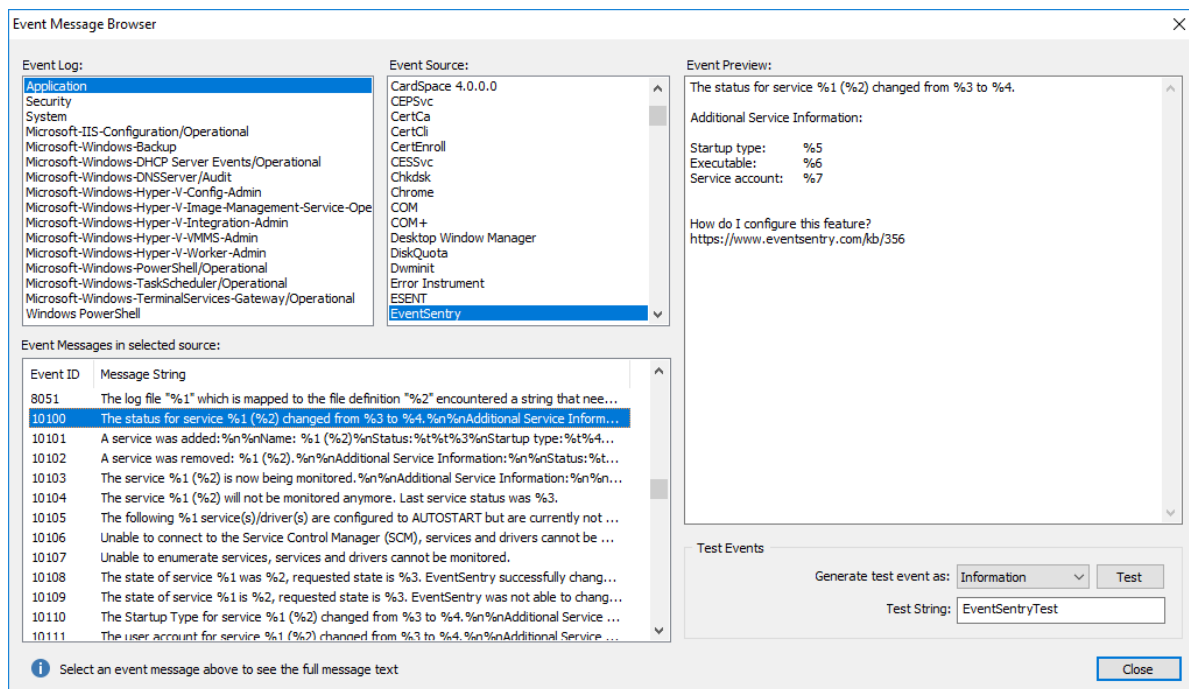 Event Message Browser
Event Log:
Application
Security
System
Microsoft-IIS-Configuration/Operational
Microsoft-Windows-Backup
Microsoft-Windows-DHCP Server Events/Operational
Microsoft-Windows-DNSServer/Audit
Microsoft-Windows-Hyper-V-Config-Admin
Microsoft-Windows-Hyper-V-Image-Management-Service-Ope
Microsoft-Windows-Hyper-V-Integration-Admin
Microsoft-Windows-Hyper-V-VMMS-Admin
Microsoft-Windows-Hyper-V-Worker-Admin
Microsoft-Windows-PowerShell/Operational
Microsoft-Windows-TaskScheduler/Operational
Microsoft-Windows-TerminalServices-Gateway/Operational
Windows PowerShell
Event Source:
CardSpace 4.0.0.0
CEPSvc
CertCa
CertCli
CertEnroll
CESSvc
Chkdsk
Chrome
COM
COM+
Desktop Window Manager
DiskQuota
Dwminit
Error Instrument
ESENT
EventSentry
Event Preview:
The status for service %1 (%2) changed from %3 to %4.
Additional Service Information:
Startup type: %5
Executable: %6
Service account: %7
How do I configure this feature?
https://www.eventsentry.com/kb/356
Event Messages in selected source:
Event ID Message String
8051 The log file "%1" which is mapped to the file definition "%2" encountered a string that nee...
10100 The status for service %1 (%2) changed from %3 to %4.%n%nAdditional Service Inform...
10101 A service was added:%n%nName: %1 (%2)%nStatus:%t%t%3%nStartup type:%t%4...
10102 A service was removed: %1 (%2).%n%nAdditional Service Information:%n%nStatus:%t...
10103 The service %1 (%2) is now being monitored.%n%nAdditional Service Information:%n%n...
10104 The service %1 (%2) will not be monitored anymore. Last service status was %3.
10105 The following %1 service(s)/driver(s) are configured to AUTOSTART but are currently not ...
10106 Unable to connect to the Service Control Manager (SCM), services and drivers cannot be ...
10107 Unable to enumerate services, services and drivers cannot be monitored.
10108 The state of service %1 was %2, requested state is %3. EventSentry successfully chang...
10109 The state of service %1 is %2, requested state is %3. EventSentry was not able to chang...
10110 The Startup Type for service %1 (%2) changed from %3 to %4.%n%nAdditional Service ...
10111 The user account for service %1 (%2) changed from %3 to %4.%n%nAdditional Service ...
Test Events
Generate test event as: Information Test
Test String: EventSentryTest
Select an event message above to see the full message text
Close